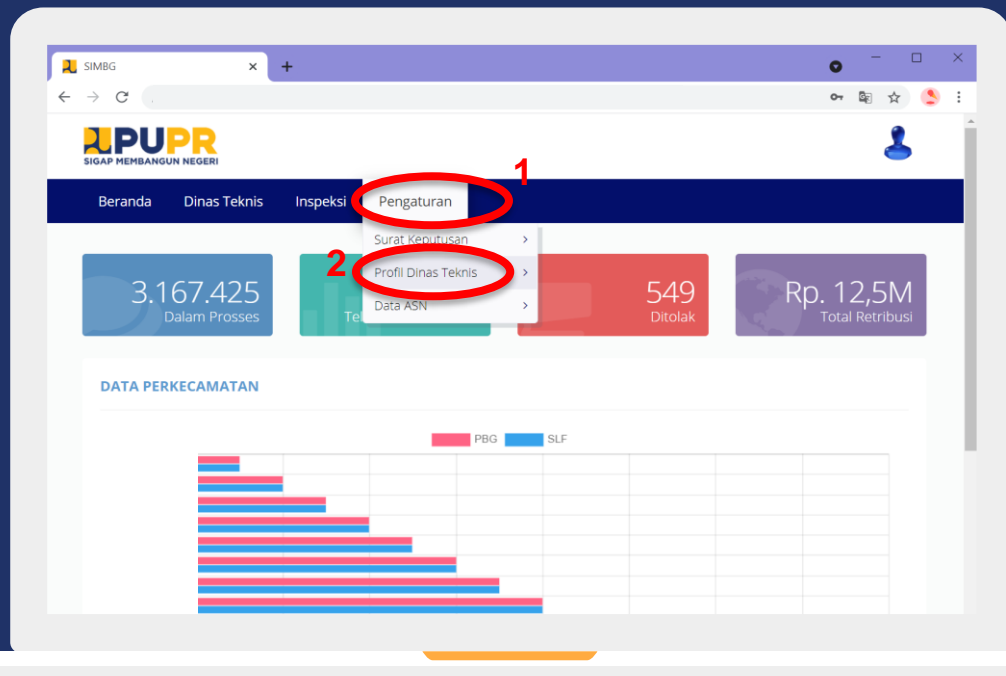 SIMBG
PUPR
SIGAP MEMBANGUN NEGERI
1
Beranda Dinas Teknis Inspeksi Pengaturan
Surat Keputusan
2 Profil Dinas Teknis
Data ASN
3.167.425
Dalam Prosses
549
Ditolak
Rp. 12,5M
Total Retribusi
DATA PERKECAMATAN
PBG SLF